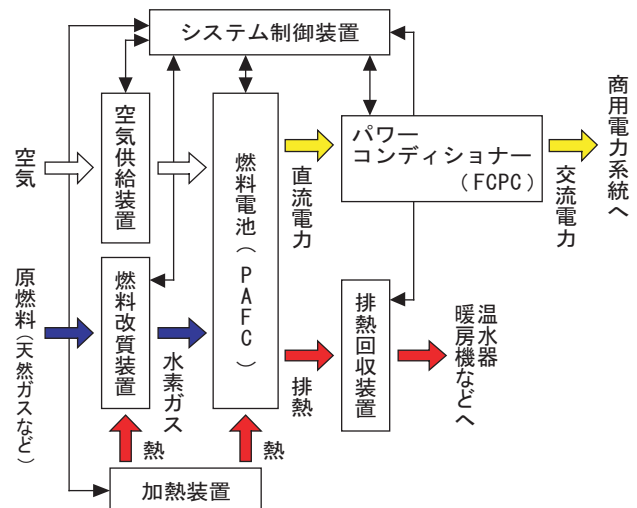 システム制御装置
空気
空気供給装置
燃料電池（PAFC）
直流電力
パワー
コンディショナー
（FCPC）
交流電力
商用電力系統へ
原燃料（天然ガスなど）
燃料改質装置
水素ガス
排熱
排熱回収装置
温水器
暖房機などへ
熱
熱
加熱装置